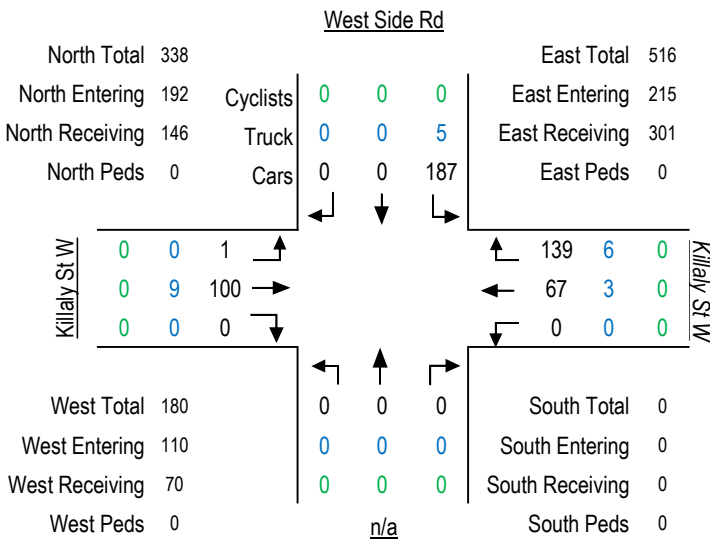 West Side Rd
North Total 338
North Entering 192
North Receiving 146
North Peds 0
Cyclists 0 0 0
Truck 0 0 5
Cars 0 0 187
East Total 516
East Entering 215
East Receiving 301
East Peds 0
Killaly St W
0 0 1
0 9 100
0 0 0
139 6 0
67 3 0
0 0 0
Killaly St W
West Total 180
West Entering 110
West Receiving 70
West Peds 0
0 0 0
0 0 0
0 0 0
n/a
South Total 0
South Entering 0
South Receiving 0
South Peds 0